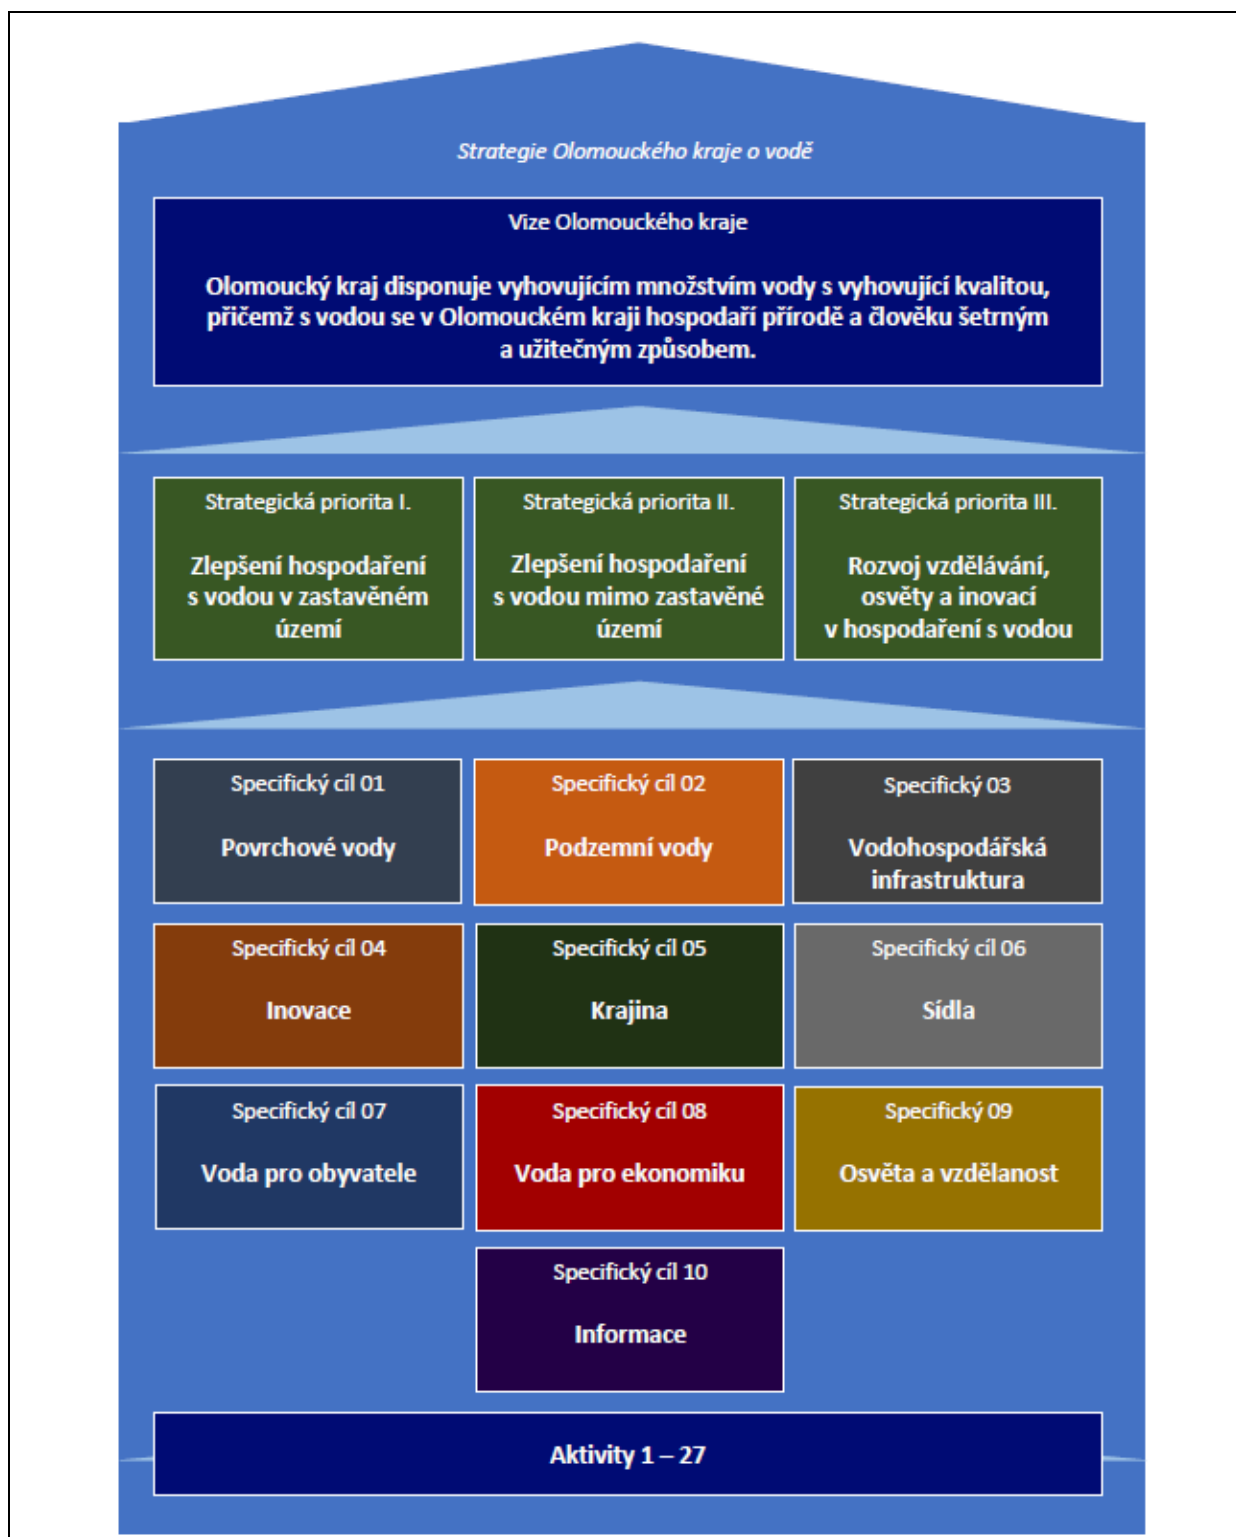 Strategie Olomouckého kraje o vodě
Vize Olomouckého kraje
Olomoucký kraj disponuje vyhovujícím množstvím vody s vyhovující kvalitou,
přičemž s vodou se v Olomouckém kraji hospodaří přírodě a člověku šetrným
a užitečným způsobem.
Strategická priorita I.
Zlepšení hospodaření
s vodou v zastavěném
území
Strategická priorita II.
Zlepšení hospodaření
s vodou mimo zastavěné
území
Strategická priorita III.
Rozvoj vzdělávání,
osvěty a inovací
v hospodaření s vodou
Specifický cíl 01
Povrchové vody
Specifický cíl 02
Podzemní vody
Specifický 03
Vodohospodářská
infrastruktura
Specifický cíl 04
Inovace
Specifický cíl 05
Krajina
Specifický cíl 06
Sídla
Specifický cíl 07
Voda pro obyvatele
Specifický cíl 08
Voda pro ekonomiku
Specifický 09
Osvěta a vzdělanost
Specifický cíl 10
Informace
Aktivity 1 – 27